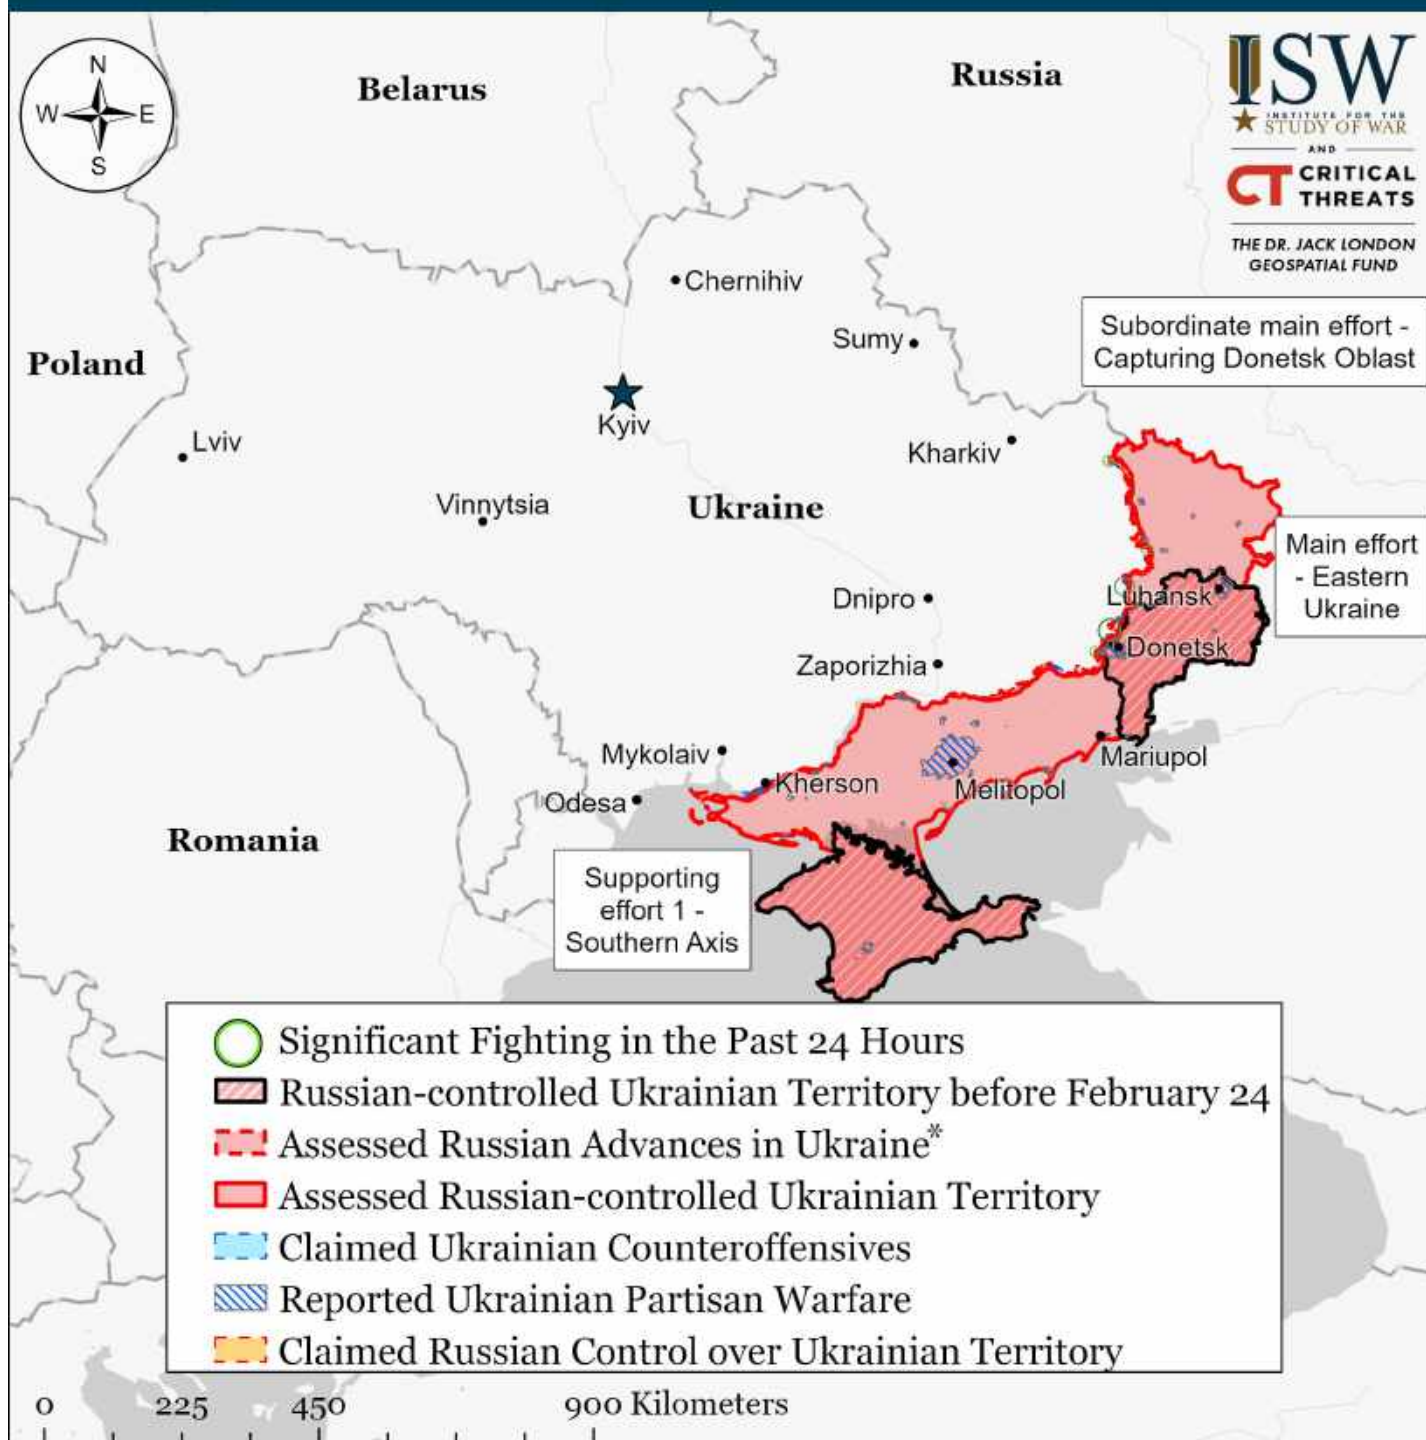 N
W E
S
Belarus
Russia
ISW
INSTITUTE FOR THE
STUDY OF WAR
AND
CT CRITICAL
THREATS
THE DR. JACK LONDON
GEOSPATIAL FUND
Chernihiv
Subordinate main effort -
Capturing Donetsk Oblast
Sumy
Poland
Kyiv
Lviv
Kharkiv
Vinnytsia
Ukraine
Main effort
- Eastern
Ukraine
Dnipro
Luhansk
Donetsk
Zaporizhia
Mykolaiv
Mariupol
Kherson
Melitopol
Odesa
Romania
Supporting
effort 1 -
Southern Axis
Significant Fighting in the Past 24 Hours
Russian-controlled Ukrainian Territory before February 24
Assessed Russian Advances in Ukraine*
Assessed Russian-controlled Ukrainian Territory
Claimed Ukrainian Counteroffensives
Reported Ukrainian Partisan Warfare
Claimed Russian Control over Ukrainian Territory
0 225 450 900 Kilometers